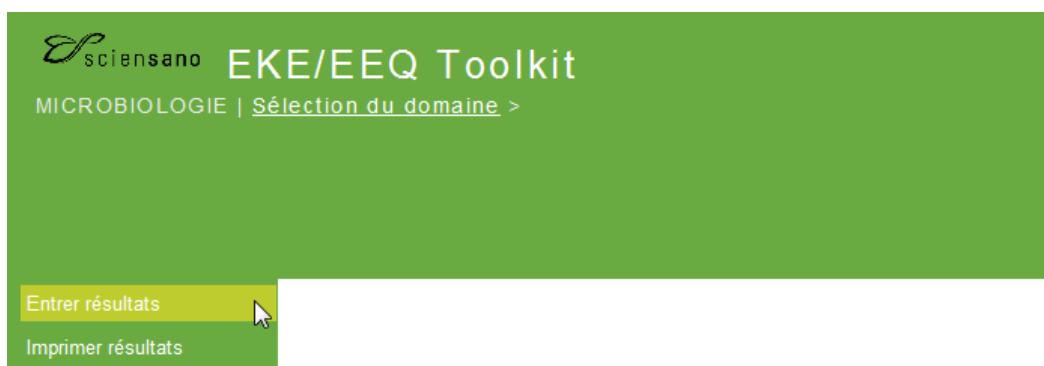 sciensano EKE/EEQ Toolkit
MICROBIOLOGIE | Sélection du domaine >
Entrer résultats
Imprimer résultats